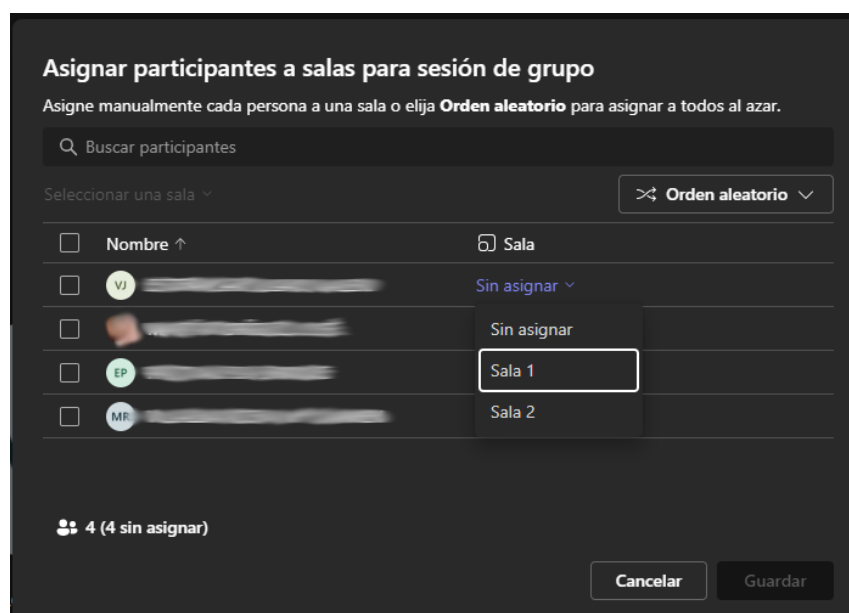 Asignar participantes a salas para sesión de grupo
Asigne manualmente cada persona a una sala o elija Orden aleatorio para asignar a todos al azar.
Buscar participantes
Seleccionar una sala
Orden aleatorio
Nombre ↑ Sala
VJ Sin asignar
Sin asignar
EP Sala 1
MR Sala 2
4 (4 sin asignar)
Cancelar Guardar